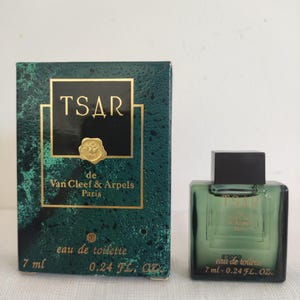 TSAR
de
Van Cleef & Arpels
Paris
eau de toilette
7 ml 0.24 FL. OZ.
TSAR
eau de toilette
7 ml - 0.24 FL. OZ.